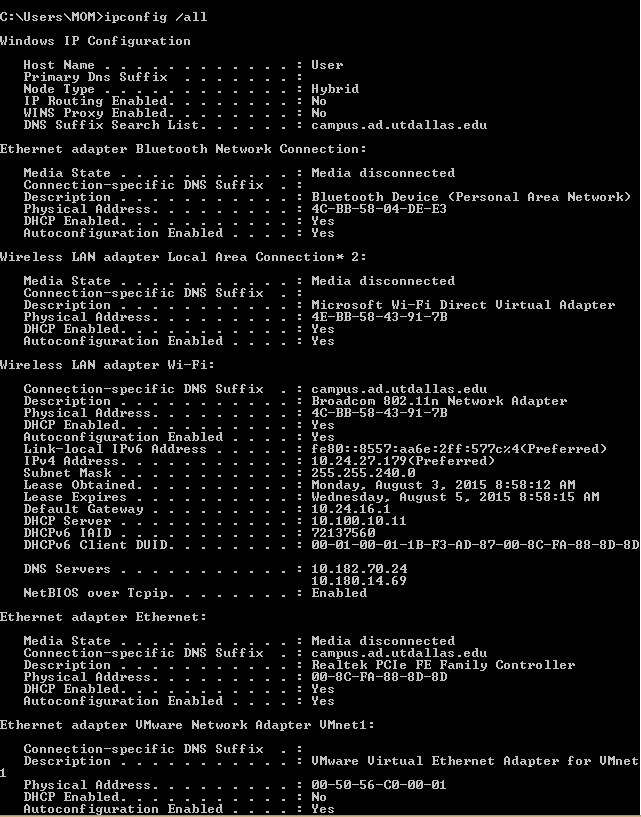 C:\Users\MOM>ipconfig /all
Windows IP Configuration
Host Name . . . . . . . . . . . . : User
Primary Dns Suffix . . . . . . . :
Node Type . . . . . . . . . . . . : Hybrid
IP Routing Enabled. . . . . . . . : No
WINS Proxy Enabled. . . . . . . . : No
DNS Suffix Search List. . . . . . : campus.ad.utdallas.edu
Ethernet adapter Bluetooth Network Connection:
Media State . . . . . . . . . . . : Media disconnected
Connection-specific DNS Suffix . :
Description . . . . . . . . . . . : Bluetooth Device (Personal Area Network)
Physical Address. . . . . . . . . : 4C-BB-58-04-DE-E3
DHCP Enabled. . . . . . . . . . . : Yes
Autoconfiguration Enabled . . . . : Yes
Wireless LAN adapter Local Area Connection* 2:
Media State . . . . . . . . . . . : Media disconnected
Connection-specific DNS Suffix . :
Description . . . . . . . . . . . : Microsoft Wi-Fi Direct Virtual Adapter
Physical Address. . . . . . . . . : 4E-BB-58-43-91-7B
DHCP Enabled. . . . . . . . . . . : Yes
Autoconfiguration Enabled . . . . : Yes
Wireless LAN adapter Wi-Fi:
Connection-specific DNS Suffix . : campus.ad.utdallas.edu
Description . . . . . . . . . . . : Broadcom 802.11n Network Adapter
Physical Address. . . . . . . . . : 4C-BB-58-43-91-7B
DHCP Enabled. . . . . . . . . . . : Yes
Autoconfiguration Enabled . . . . : Yes
Link-local IPv6 Address . . . . . : fe80::8557:aa6e:2ff:577c%4(Preferred)
IPv4 Address. . . . . . . . . . . : 10.24.27.179(Preferred)
Subnet Mask . . . . . . . . . . . : 255.255.240.0
Lease Obtained. . . . . . . . . . : Monday, August 3, 2015 8:58:12 AM
Lease Expires . . . . . . . . . . : Wednesday, August 5, 2015 8:58:15 AM
Default Gateway . . . . . . . . . : 10.24.16.1
DHCP Server . . . . . . . . . . . : 10.100.10.11
DHCPv6 IAID . . . . . . . . . . . : 72137560
DHCPv6 Client DUID. . . . . . . . : 00-01-00-01-1B-F3-AD-87-00-8C-FA-88-8D-8D
DNS Servers . . . . . . . . . . . : 10.182.70.24
10.180.14.69
NetBIOS over Tcpip. . . . . . . . : Enabled
Ethernet adapter Ethernet:
Media State . . . . . . . . . . . : Media disconnected
Connection-specific DNS Suffix . : campus.ad.utdallas.edu
Description . . . . . . . . . . . : Realtek PCIe FE Family Controller
Physical Address. . . . . . . . . : 00-8C-FA-88-8D-8D
DHCP Enabled. . . . . . . . . . . : Yes
Autoconfiguration Enabled . . . . : Yes
Ethernet adapter VMware Network Adapter VMnet1:
Connection-specific DNS Suffix . :
Description . . . . . . . . . . . : VMware Virtual Ethernet Adapter for VMnet
1
Physical Address. . . . . . . . . : 00-50-56-C0-00-01
DHCP Enabled. . . . . . . . . . . : No
Autoconfiguration Enabled . . . . : Yes